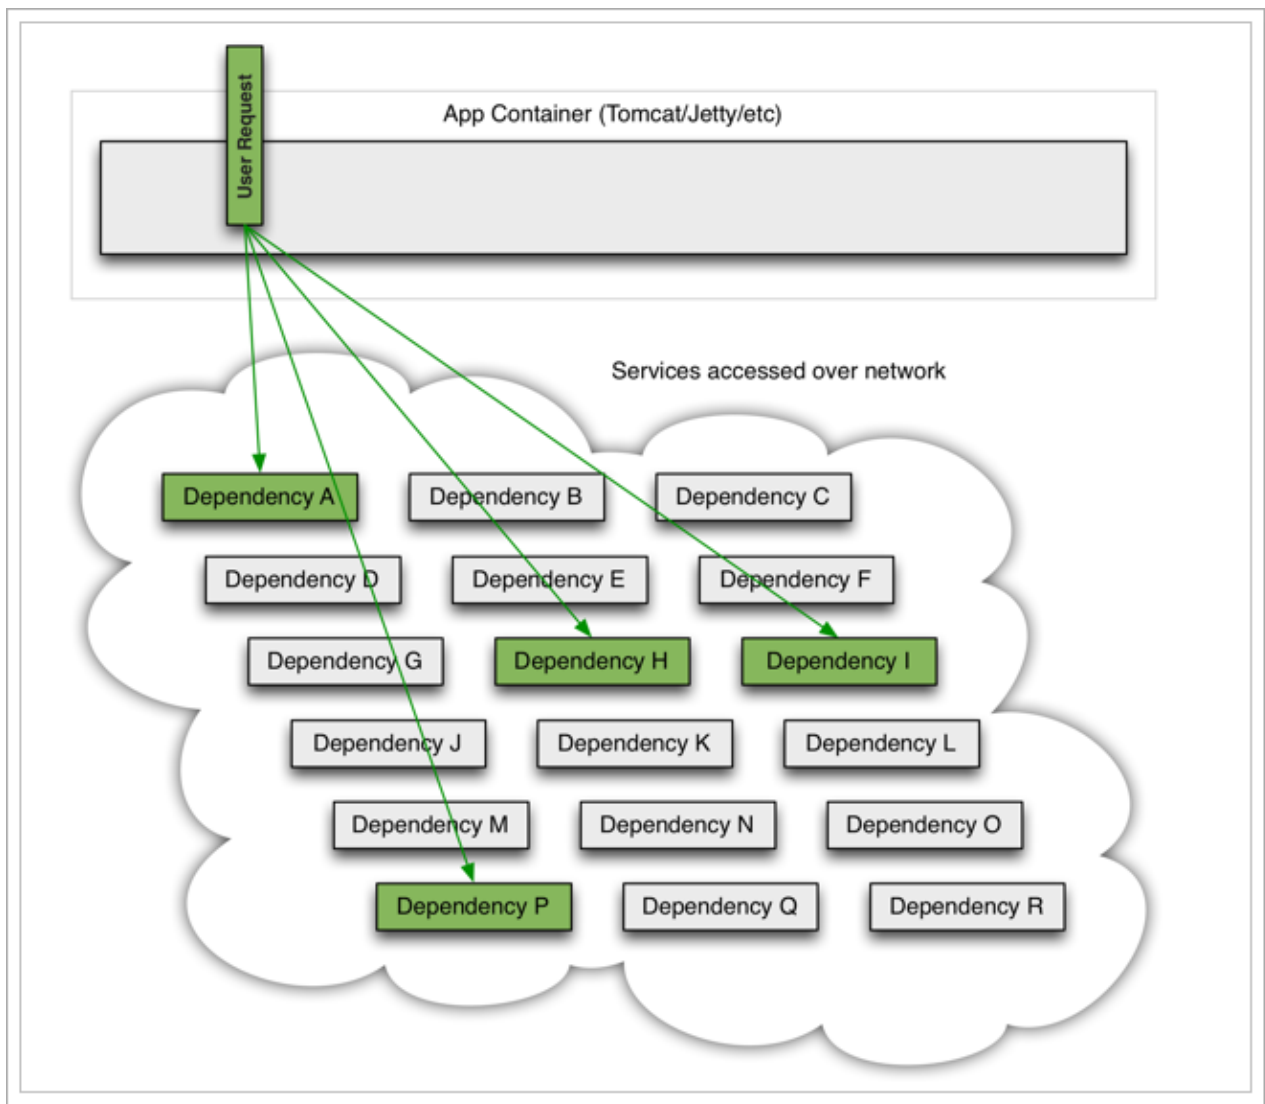 User Request
App Container (Tomcat/Jetty/etc)
Services accessed over network
Dependency A
Dependency B
Dependency C
Dependency D
Dependency E
Dependency F
Dependency G
Dependency H
Dependency I
Dependency J
Dependency K
Dependency L
Dependency M
Dependency N
Dependency O
Dependency P
Dependency Q
Dependency R